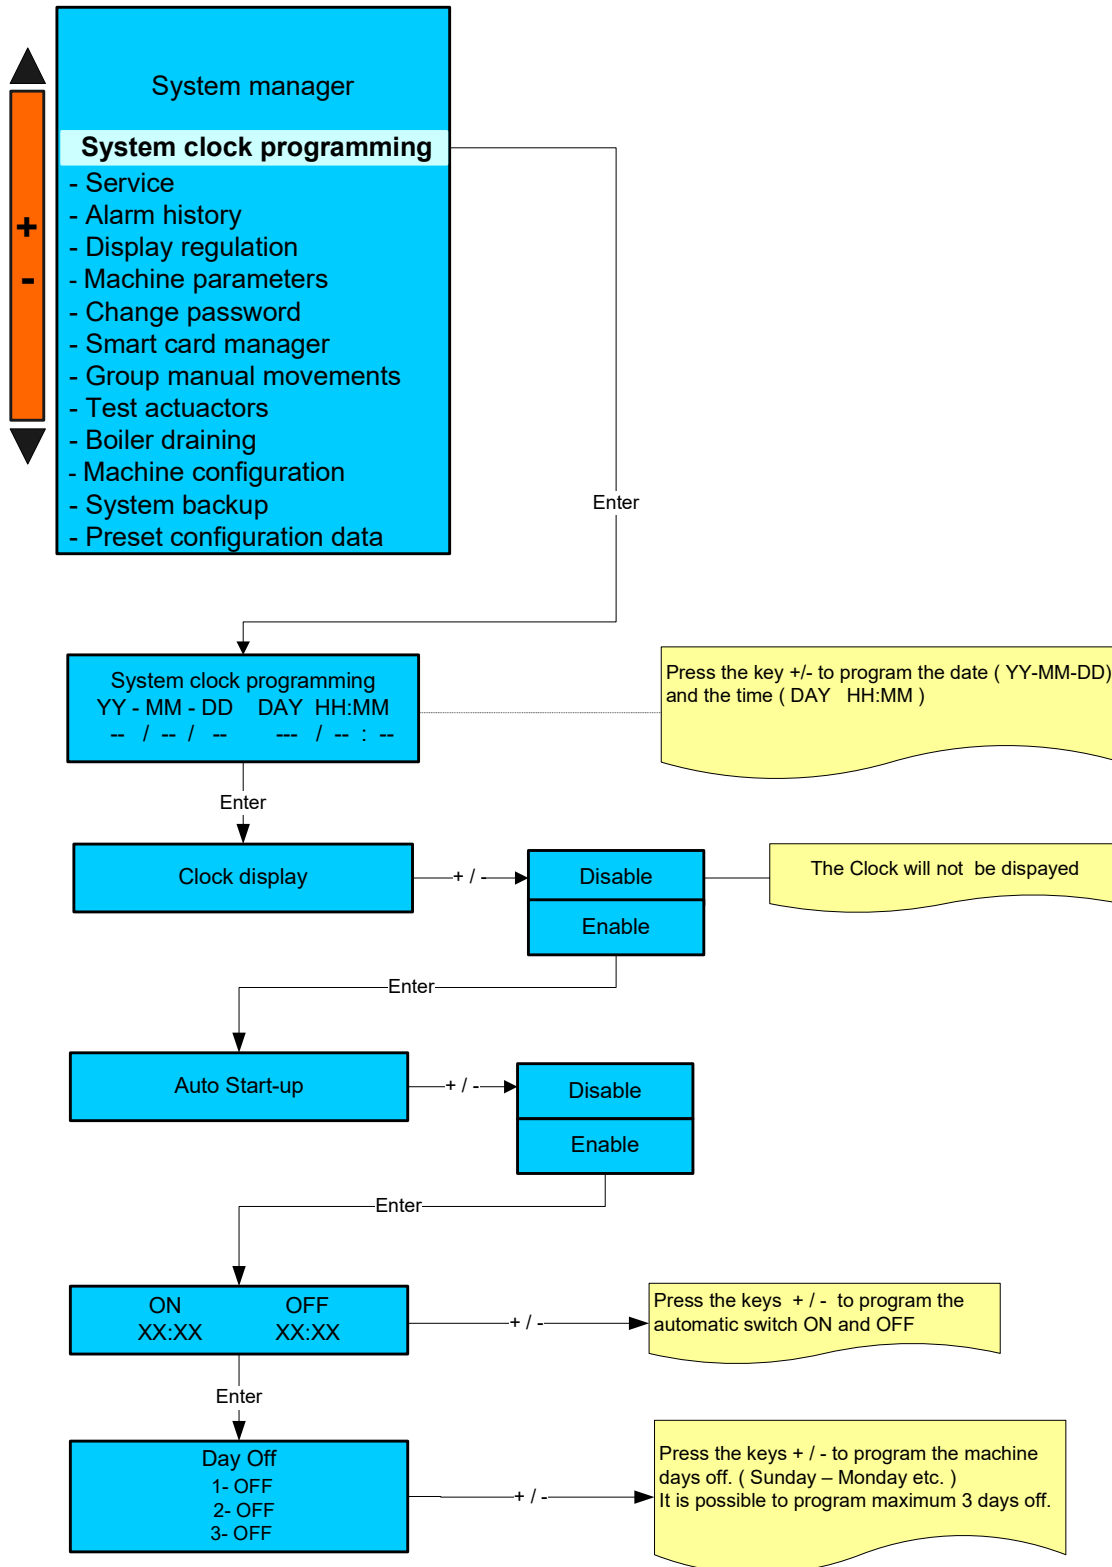 System manager
System clock programming
- Service
- Alarm history
- Display regulation
- Machine parameters
- Change password
- Smart card manager
- Group manual movements
- Test actuactors
- Boiler draining
- Machine configuration
- System backup
- Preset configuration data
+
-
Enter
System clock programming
YY - MM - DD DAY HH:MM
-- / -- / -- --- / -- : --
Press the key +/- to program the date ( YY-MM-DD)
and the time ( DAY HH:MM )
Enter
Clock display
+ / -
Disable
Enable
The Clock will not be dispayed
Enter
Auto Start-up
+ / -
Disable
Enable
Enter
ON OFF
XX:XX XX:XX
+ / -
Press the keys + / - to program the
automatic switch ON and OFF
Enter
Day Off
1- OFF
2- OFF
3- OFF
+ / -
Press the keys + / - to program the machine
days off. ( Sunday – Monday etc. )
It is possible to program maximum 3 days off.